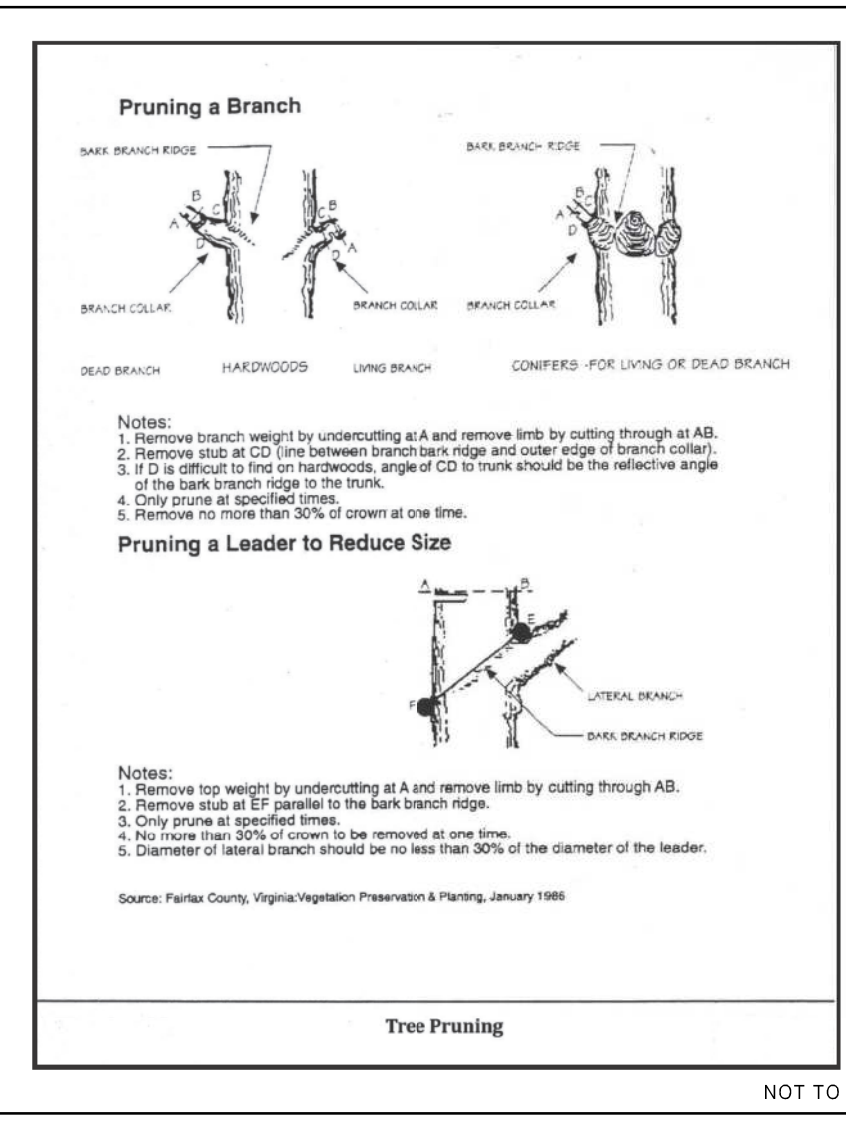 Pruning a Branch
BARK BRANCH RIDGE
BARK BRANCH RIDGE
B
C
A
D
C B
A
D
B
C
A
D
BRANCH COLLAR
BRANCH COLLAR
BRANCH COLLAR
DEAD BRANCH
HARDWOODS
LIVING BRANCH
CONIFERS -FOR LIVING OR DEAD BRANCH
Notes:
1. Remove branch weight by undercutting at A and remove limb by cutting through at AB.
2. Remove stub at CD (line between branch bark ridge and outer edge of branch collar).
3. If D is difficult to find on hardwoods, angle of CD to trunk should be the reflective angle
of the bark branch ridge to the trunk.
4. Only prune at specified times.
5. Remove no more than 30% of crown at one time.
Pruning a Leader to Reduce Size
A
B
E
F
LATERAL BRANCH
BARK BRANCH RIDGE
Notes:
1. Remove top weight by undercutting at A and remove limb by cutting through AB.
2. Remove stub at EF parallel to the bark branch ridge.
3. Only prune at specified times.
4. No more than 30% of crown to be removed at one time.
5. Diameter of lateral branch should be no less than 30% of the diameter of the leader.
Source: Fairfax County, Virginia:Vegetation Preservation & Planting, January 1986
Tree Pruning
NOT TO